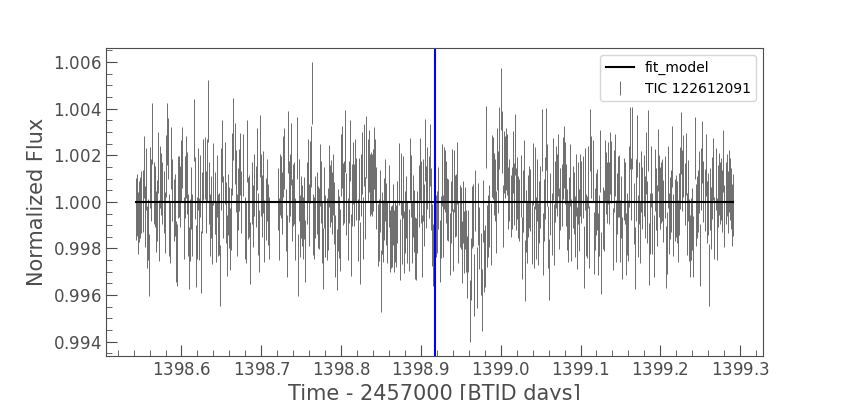 1.006
1.004
1.002
1.000
0.998
0.996
0.994
Normalized Flux
fit_model
TIC 122612091
1398.6 1398.7 1398.8 1398.9 1399.0 1399.1 1399.2 1399.3
Time - 2457000 [BTJD days]